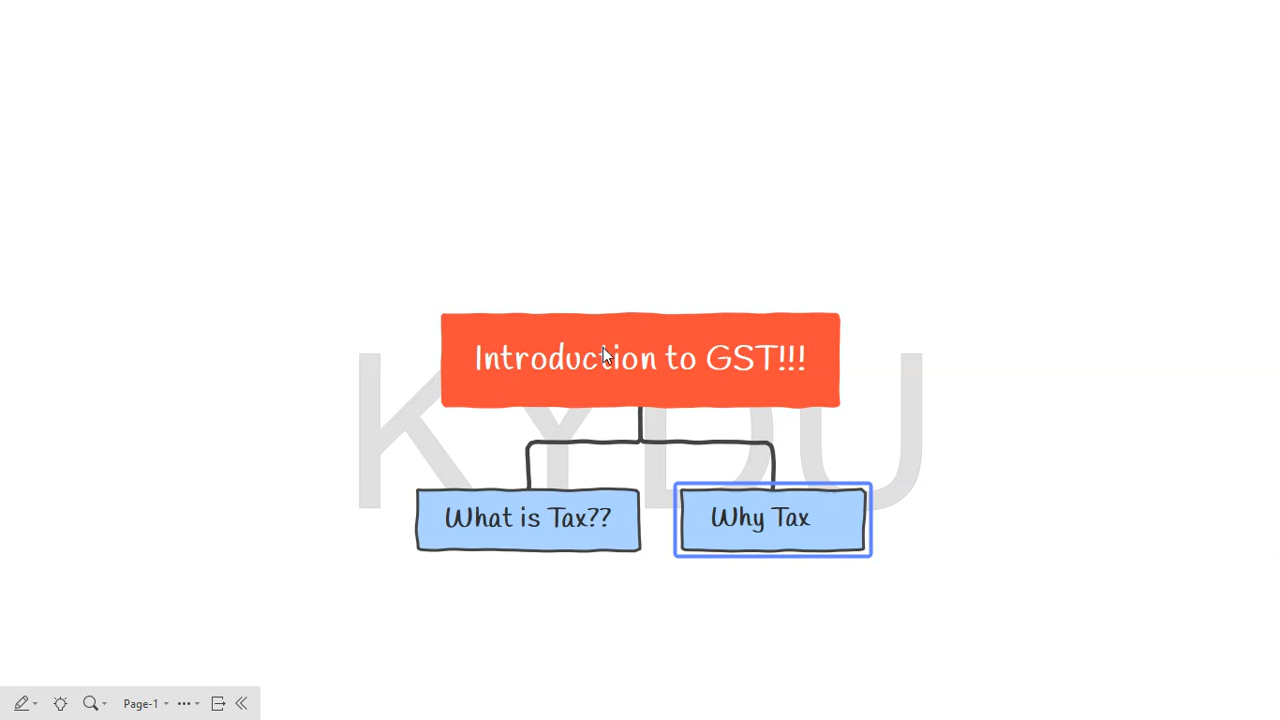 Introduction to GST!!!
KYDU
What is Tax??
Why Tax
Page-1